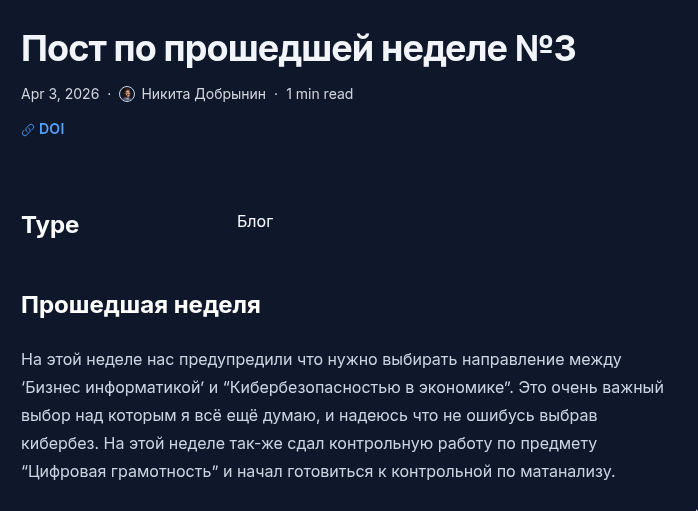 Пост по прошедшей неделе №3
Apr 3, 2026 · Никита Добрынин · 1 min read
DOI
Type Блог
Прошедшая неделя
На этой неделе нас предупредили что нужно выбирать направление между
‘Бизнес информатикой’ и “Кибербезопасностью в экономике”. Это очень важный
выбор над которым я всё ещё думаю, и надеюсь что не ошибусь выбрав
кибербез. На этой неделе так-же сдал контрольную работу по предмету
“Цифровая грамотность” и начал готовиться к контрольной по матанализу.